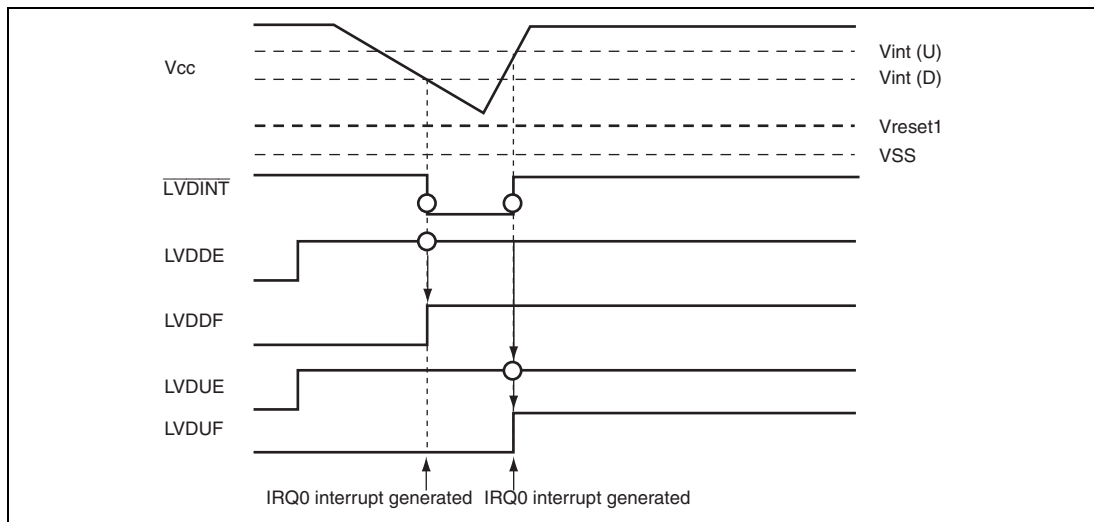 Vcc
Vint (U)
Vint (D)
Vreset1
VSS
LVDINT
LVDDE
LVDDF
LVDUE
LVDUF
IRQ0 interrupt generated IRQ0 interrupt generated